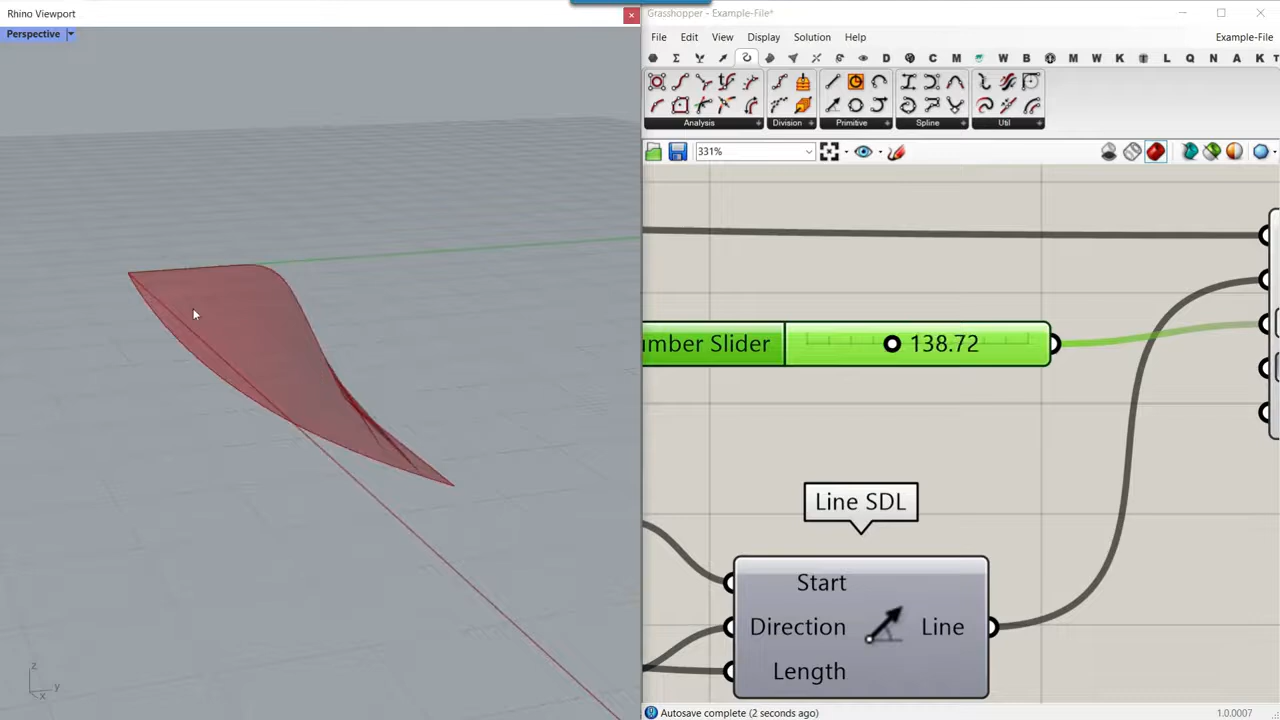 Rhino Viewport
Perspective
z
y
x
Grasshopper - Example-File*
File Edit View Display Solution Help
Example-File
D C M W B M W K L Q N A K T
Analysis Division Primitive Spline Util
331%
umber Slider 138.72
Line SDL
Start
Direction Line
Length
Autosave complete (2 seconds ago)
1.0.0007